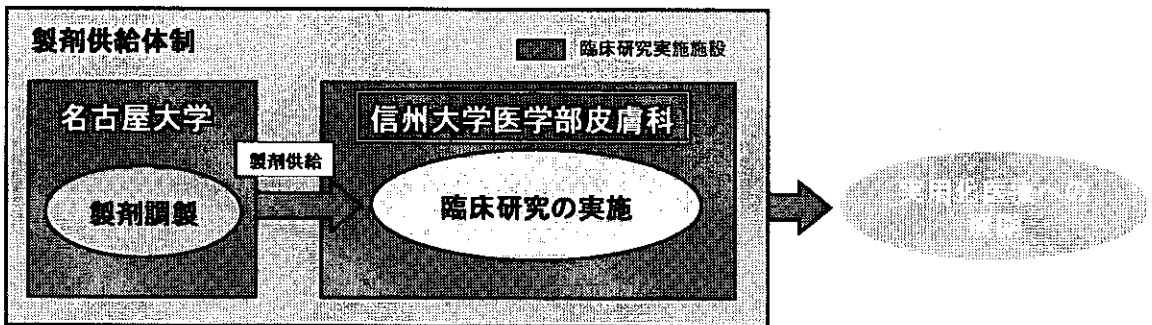 製剤供給体制
臨床研究実施施設
名古屋大学
信州大学医学部皮膚科
製剤供給
製剤調製
臨床研究の実施